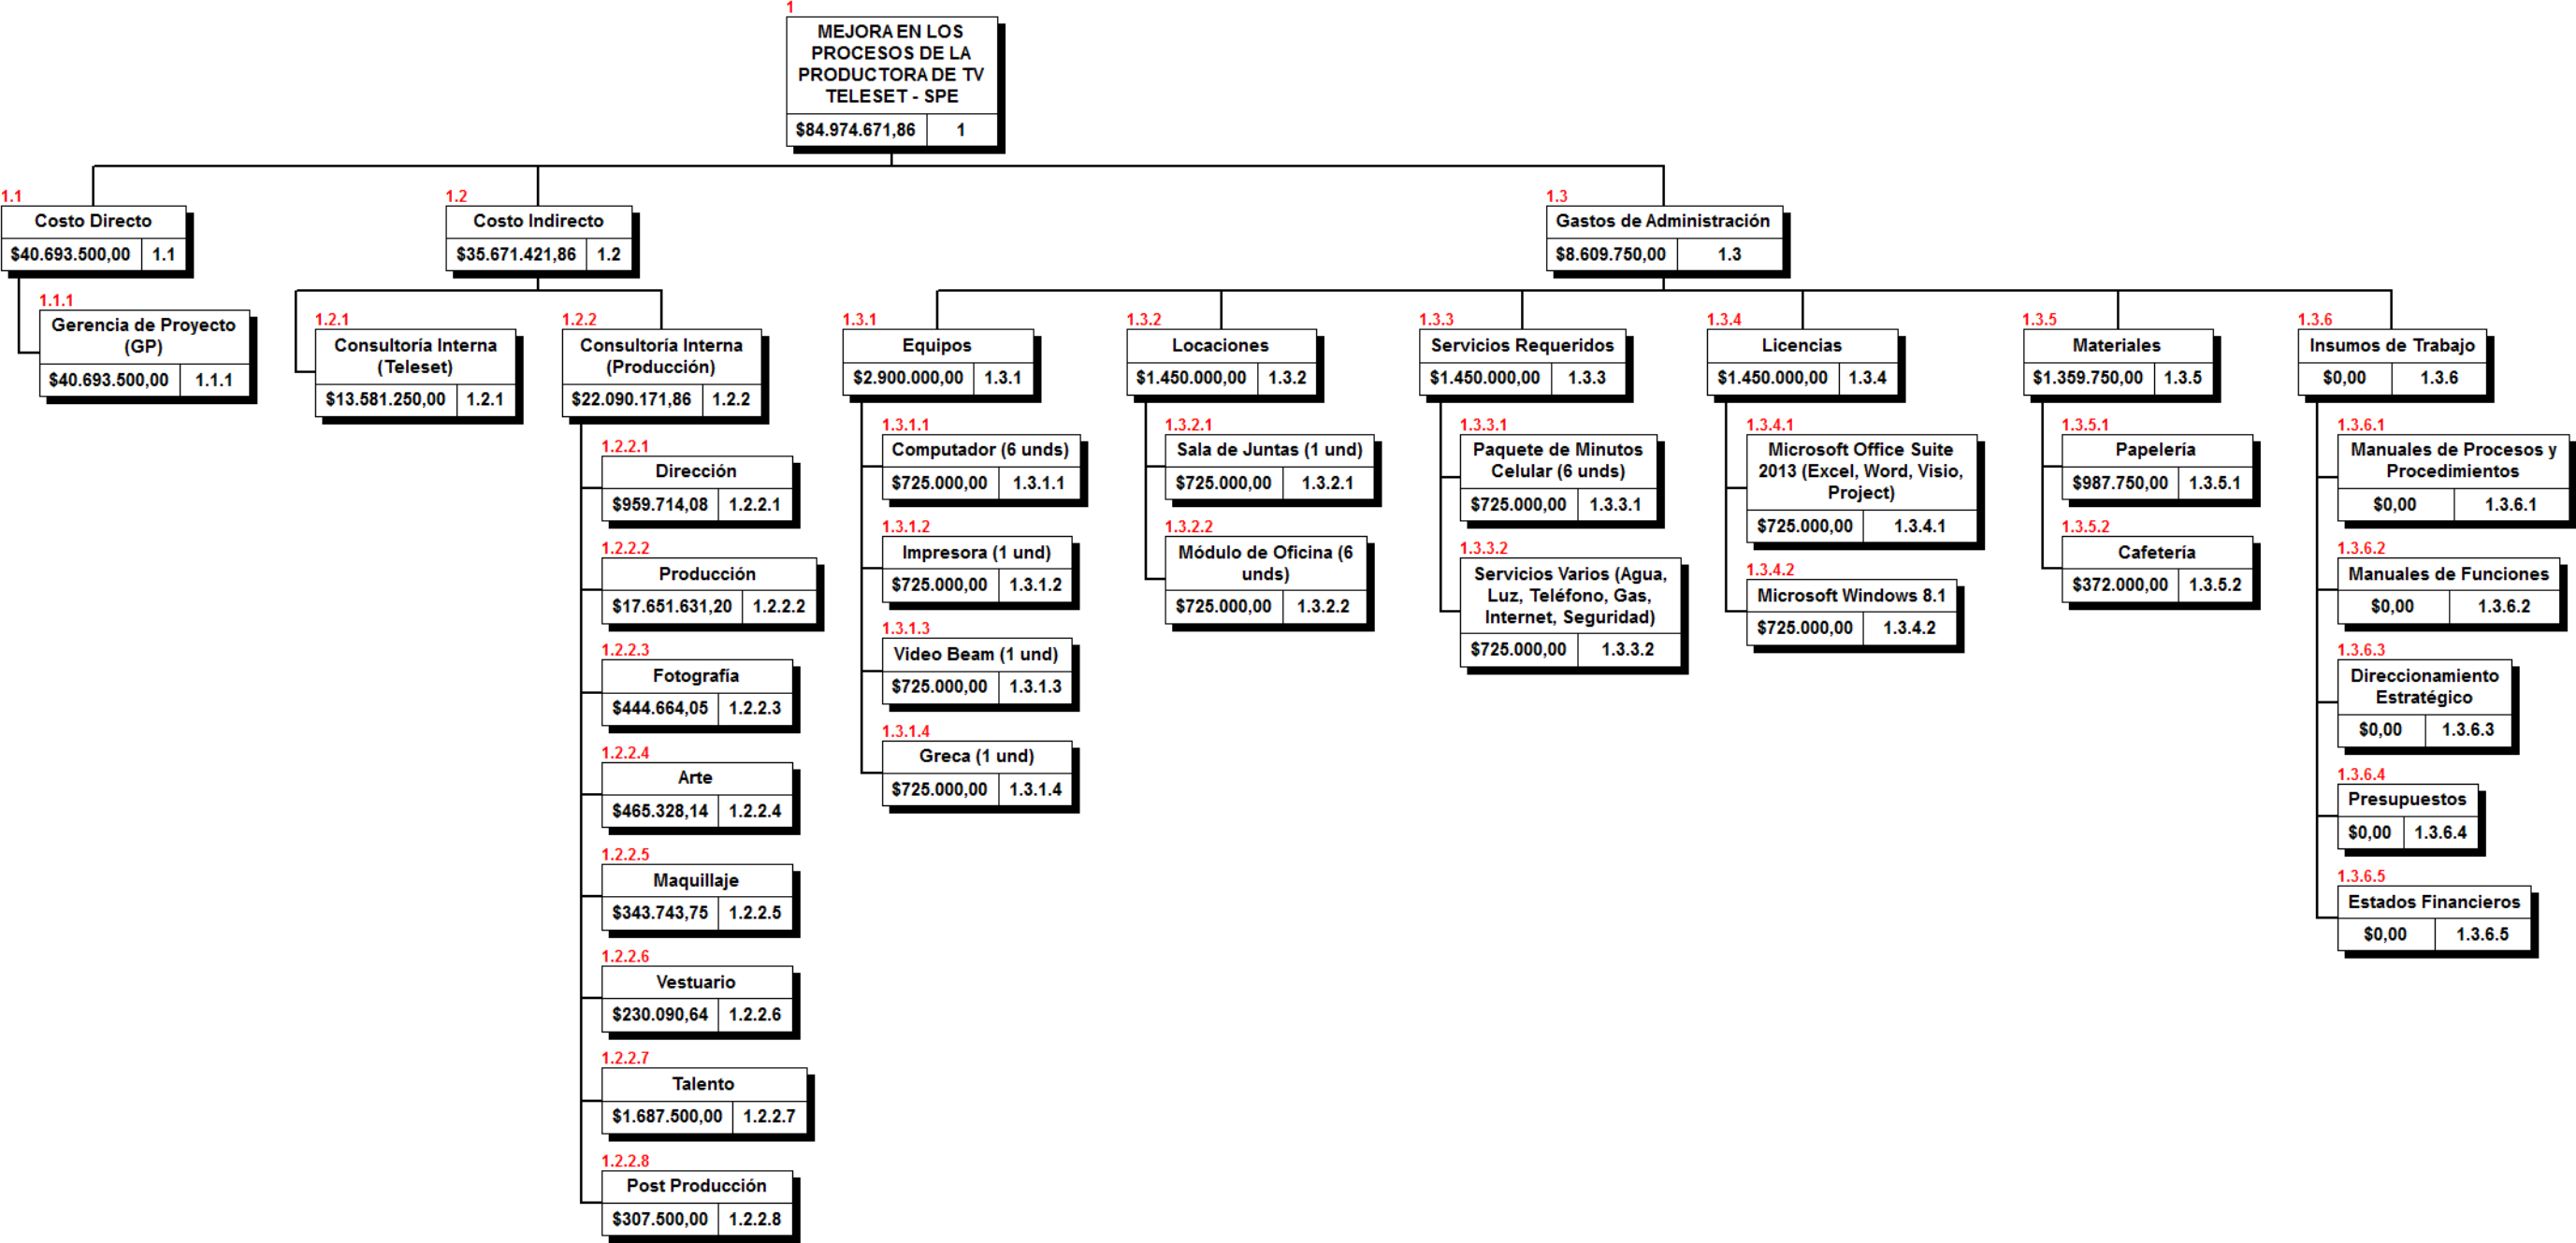 1
MEJORA EN LOS
PROCESOS DE LA
PRODUCTORA DE TV
TELESET - SPE
$84.974.671,86 1
1.1
Costo Directo
$40.693.500,00 1.1
1.1.1
Gerencia de Proyecto
(GP)
$40.693.500,00 1.1.1
1.2
Costo Indirecto
$35.671.421,86 1.2
1.2.1
Consultoría Interna
(Teleset)
$13.581.250,00 1.2.1
1.2.2
Consultoría Interna
(Producción)
$22.090.171,86 1.2.2
1.2.2.1
Dirección
$959.714,08 1.2.2.1
1.2.2.2
Producción
$17.651.631,20 1.2.2.2
1.2.2.3
Fotografía
$444.664,05 1.2.2.3
1.2.2.4
Arte
$465.328,14 1.2.2.4
1.2.2.5
Maquillaje
$343.743,75 1.2.2.5
1.2.2.6
Vestuario
$230.090,64 1.2.2.6
1.2.2.7
Talento
$1.687.500,00 1.2.2.7
1.2.2.8
Post Producción
$307.500,00 1.2.2.8
1.3
Gastos de Administración
$8.609.750,00 1.3
1.3.1
Equipos
$2.900.000,00 1.3.1
1.3.1.1
Computador (6 unds)
$725.000,00 1.3.1.1
1.3.1.2
Impresora (1 und)
$725.000,00 1.3.1.2
1.3.1.3
Video Beam (1 und)
$725.000,00 1.3.1.3
1.3.1.4
Greca (1 und)
$725.000,00 1.3.1.4
1.3.2
Locaciones
$1.450.000,00 1.3.2
1.3.2.1
Sala de Juntas (1 und)
$725.000,00 1.3.2.1
1.3.2.2
Módulo de Oficina (6
unds)
$725.000,00 1.3.2.2
1.3.3
Servicios Requeridos
$1.450.000,00 1.3.3
1.3.3.1
Paquete de Minutos
Celular (6 unds)
$725.000,00 1.3.3.1
1.3.3.2
Servicios Varios (Agua,
Luz, Teléfono, Gas,
Internet, Seguridad)
$725.000,00 1.3.3.2
1.3.4
Licencias
$1.450.000,00 1.3.4
1.3.4.1
Microsoft Office Suite
2013 (Excel, Word, Visio,
Project)
$725.000,00 1.3.4.1
1.3.4.2
Microsoft Windows 8.1
$725.000,00 1.3.4.2
1.3.5
Materiales
$1.359.750,00 1.3.5
1.3.5.1
Papelería
$987.750,00 1.3.5.1
1.3.5.2
Cafetería
$372.000,00 1.3.5.2
1.3.6
Insumos de Trabajo
$0,00 1.3.6
1.3.6.1
Manuales de Procesos y
Procedimientos
$0,00 1.3.6.1
1.3.6.2
Manuales de Funciones
$0,00 1.3.6.2
1.3.6.3
Direccionamiento
Estratégico
$0,00 1.3.6.3
1.3.6.4
Presupuestos
$0,00 1.3.6.4
1.3.6.5
Estados Financieros
$0,00 1.3.6.5